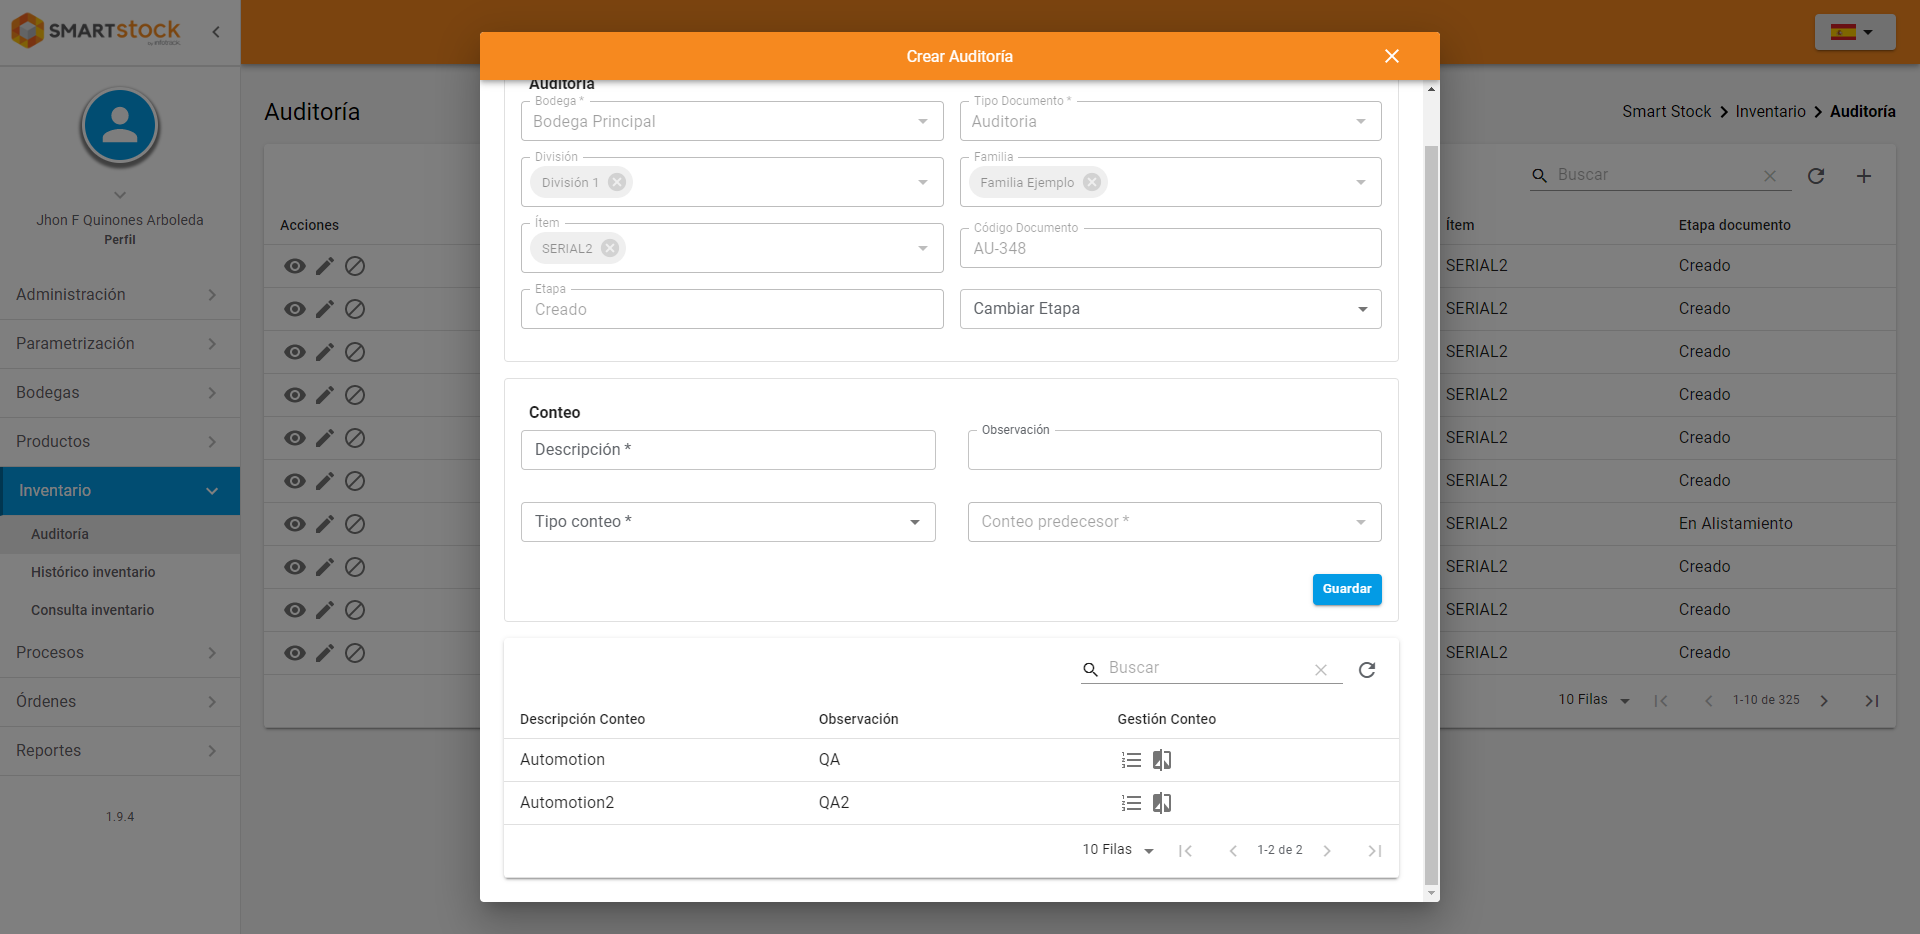 SMARTSTOCK
Jhon F Quinones Arboleda
Perfil
Administración
Parametrización
Bodegas
Productos
Inventario
Auditoría
Histórico inventario
Consulta inventario
Procesos
Órdenes
Reportes
1.9.4
Auditoría
Smart Stock
Inventario
Auditoría
Buscar
Acciones
Ítem
Etapa documento
SERIAL2
Creado
SERIAL2
Creado
SERIAL2
Creado
SERIAL2
Creado
SERIAL2
Creado
SERIAL2
Creado
SERIAL2
En Alistamiento
SERIAL2
Creado
SERIAL2
Creado
SERIAL2
Creado
10 Filas
1-10 de 325
Crear Auditoría
Auditoria
Bodega *
Bodega Principal
Tipo Documento *
Auditoria
División
División 1
Familia
Familia Ejemplo
Ítem
SERIAL2
Código Documento
AU-348
Etapa
Creado
Cambiar Etapa
Conteo
Descripción *
Observación
Tipo conteo *
Conteo predecesor *
Guardar
Buscar
Descripción Conteo
Observación
Gestión Conteo
Automotion
QA
Automotion2
QA2
10 Filas
1-2 de 2